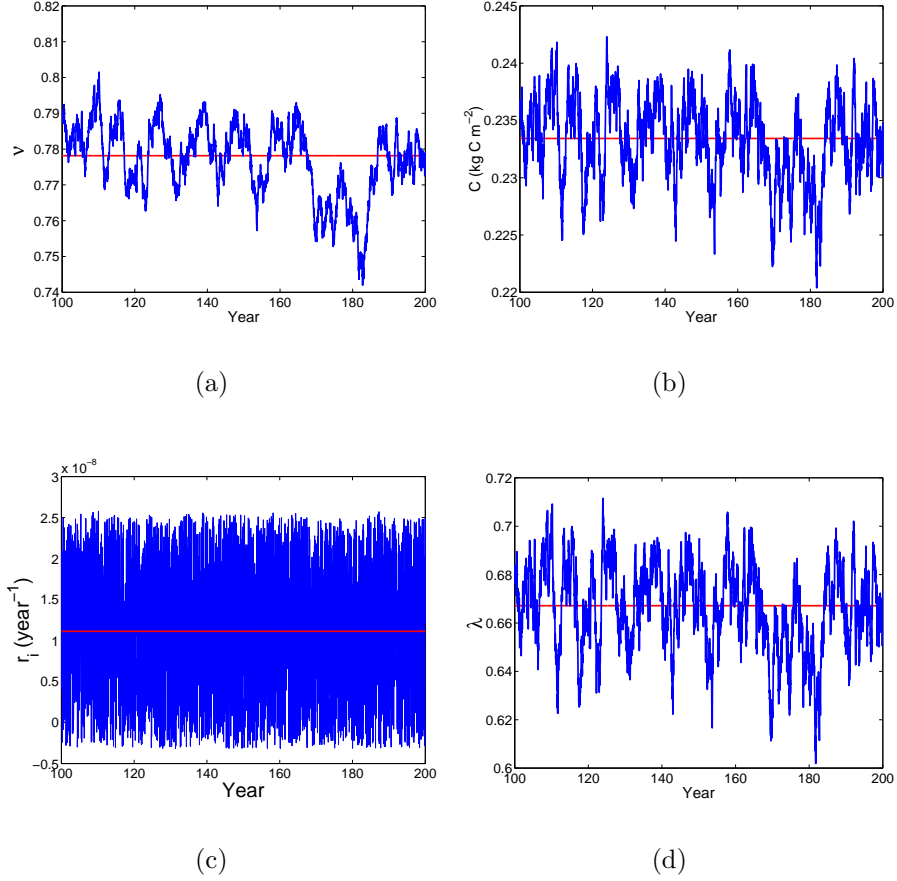 0.82
0.81
0.8
0.79
0.78
0.77
0.76
0.75
0.74
100 120 140 160 180 200
Year
ν
(a)
0.245
0.24
0.235
0.23
0.225
0.22
100 120 140 160 180 200
Year
C (kg C m⁻²)
(b)
x 10⁻⁸
3
2.5
2
1.5
1
0.5
0
−0.5
100 120 140 160 180 200
Year
rᵢ (year⁻¹)
(c)
0.72
0.7
0.68
0.66
0.64
0.62
0.6
100 120 140 160 180 200
Year
λ
(d)